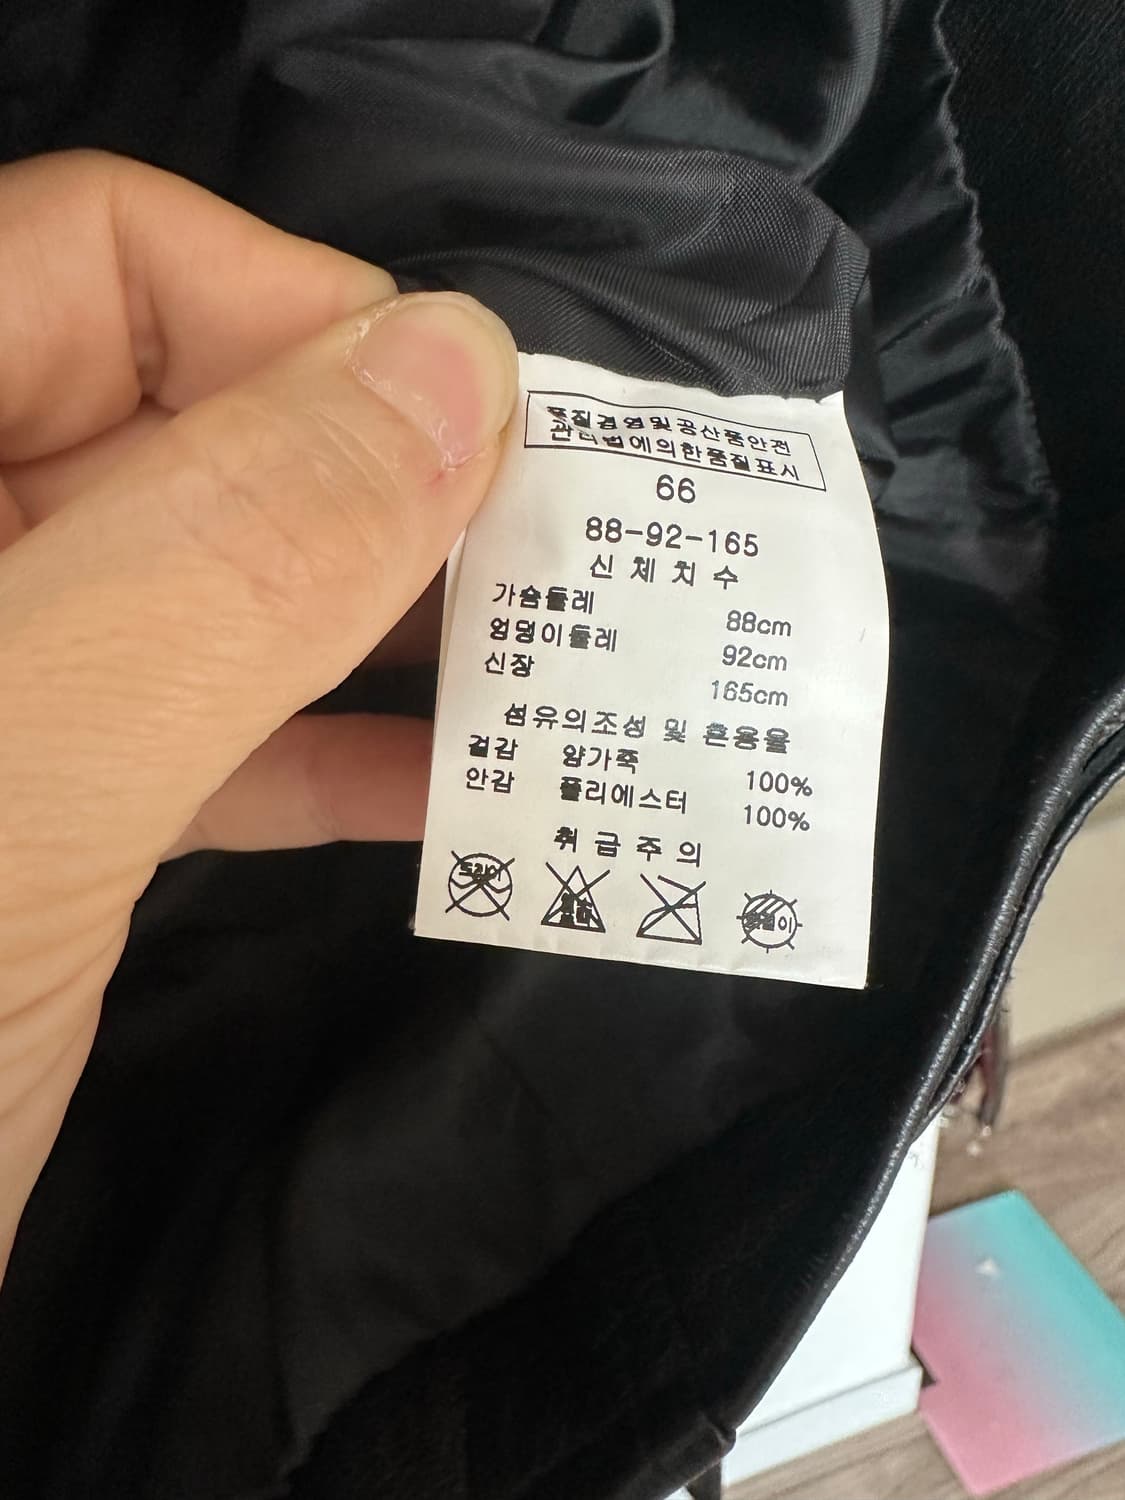 품질경영및공산품안전
관리법에의한품질표시
66
88-92-165
신체치수
가슴둘레 88cm
엉덩이둘레 92cm
신장 165cm
섬유의조성 및 혼용율
겉감 양가죽 100%
안감 폴리에스터 100%
취급주의
드라이